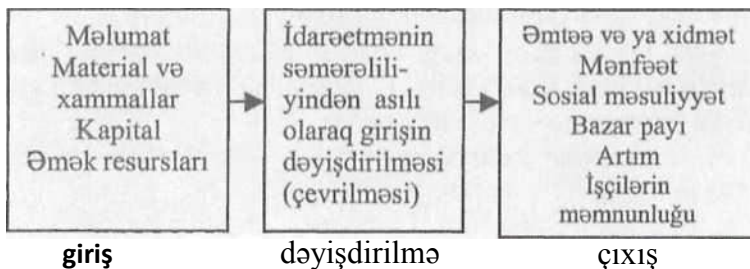 Məlumat
Material və
xammallar
Kapital
Əmək resursları
İdarəetmənin
səmərəlili-
yindən asılı
olaraq girişin
dəyişdirilməsi
(çevrilməsi)
Əmtəə və ya xidmət
Mənfəət
Sosial məsuliyyət
Bazar payı
Artım
İşçilərin
məmnunluğu
giriş
dəyişdirilmə
çıxış